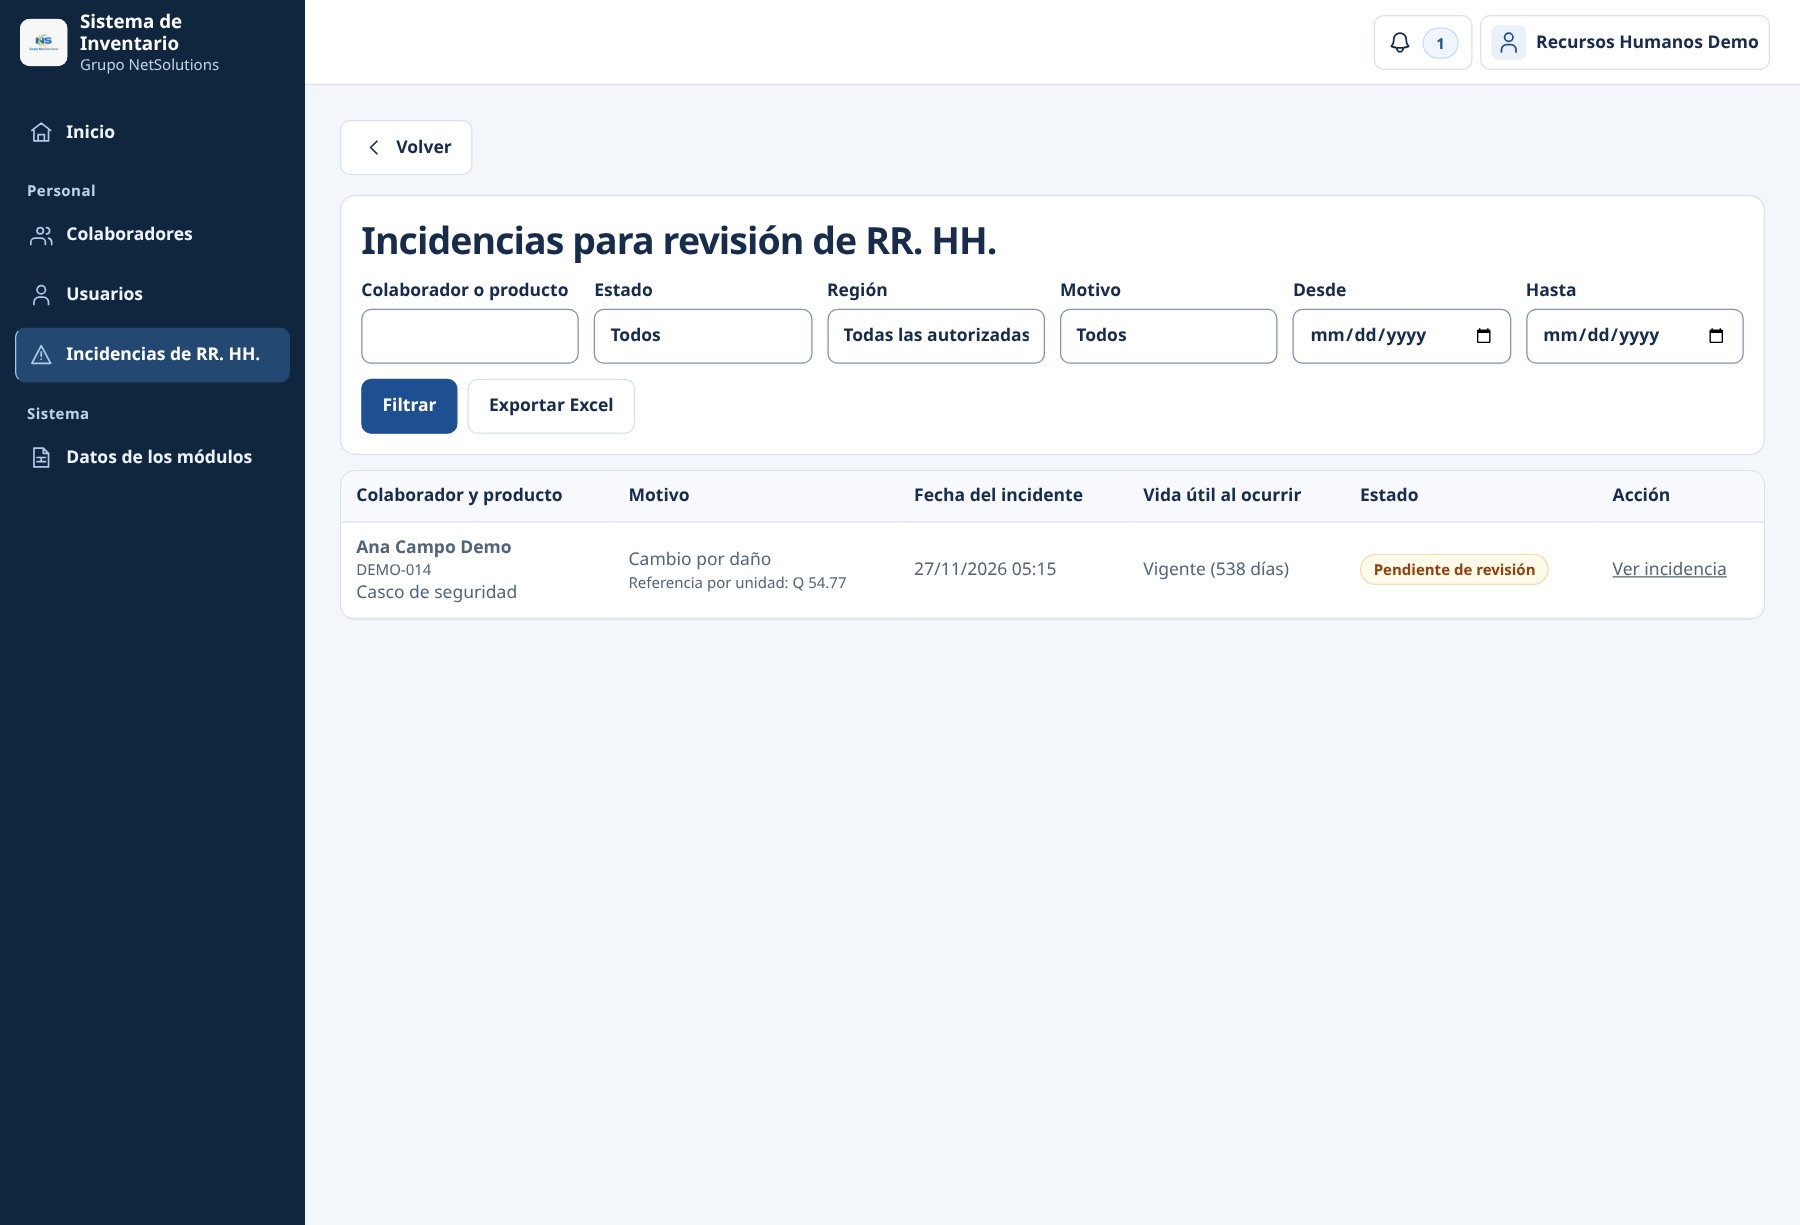 Sistema de
Inventario
Grupo NetSolutions
Inicio
Personal
Colaboradores
Usuarios
Incidencias de RR. HH.
Sistema
Datos de los módulos
1
Recursos Humanos Demo
Volver
Incidencias para revisión de RR. HH.
Colaborador o producto Estado Región Motivo Desde Hasta
Todos Todas las autorizadas Todos mm/dd/yyyy mm/dd/yyyy
Filtrar Exportar Excel
Colaborador y producto Motivo Fecha del incidente Vida útil al ocurrir Estado Acción
Ana Campo Demo
DEMO-014
Casco de seguridad
Cambio por daño
Referencia por unidad: Q 54.77
27/11/2026 05:15
Vigente (538 días)
Pendiente de revisión
Ver incidencia